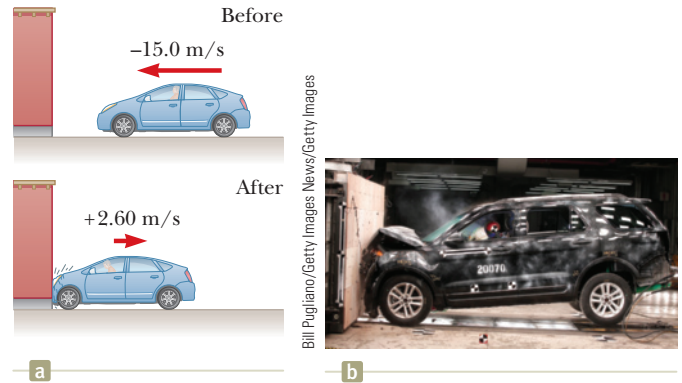 Before
–15.0 m/s
After
+2.60 m/s
a
Bill Pugliano/Getty Images News/Getty Images
20070
b